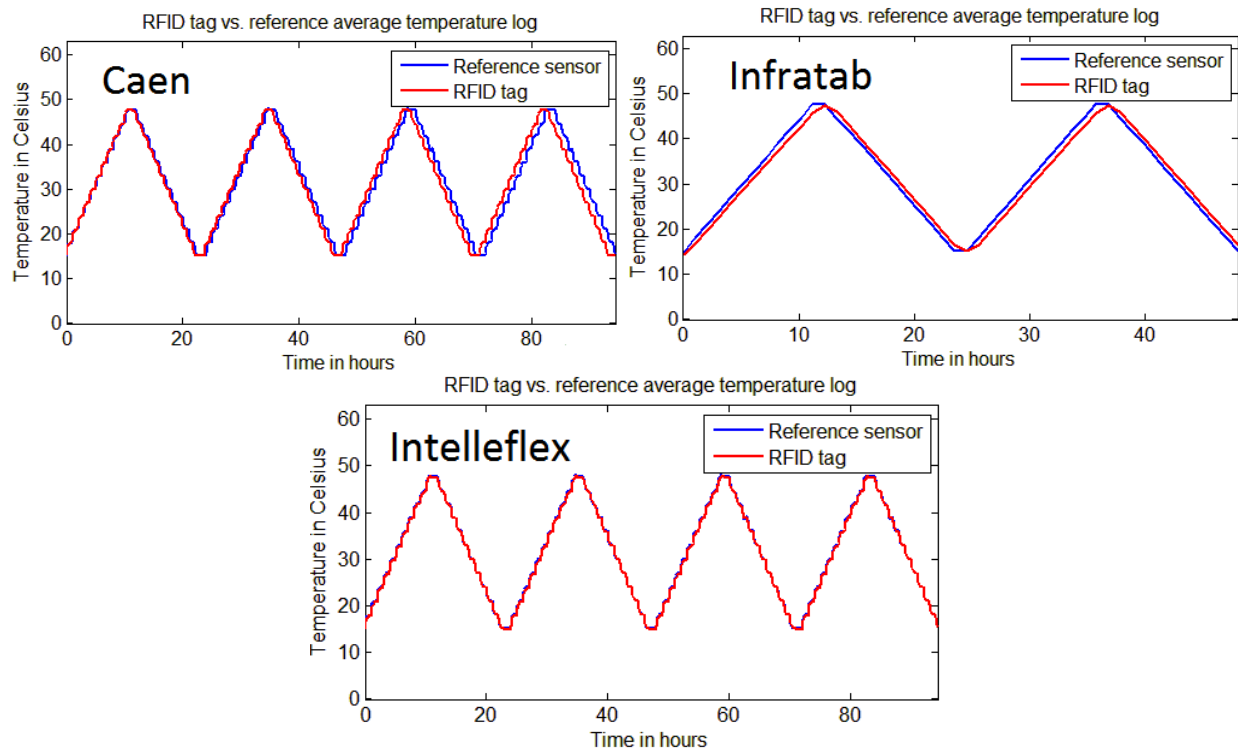 RFID tag vs. reference average temperature log
Caen
Reference sensor
RFID tag
Temperature in Celsius
60
50
40
30
20
10
0
0 20 40 60 80
Time in hours
RFID tag vs. reference average temperature log
Infratab
Reference sensor
RFID tag
Temperature in Celsius
60
50
40
30
20
10
0
0 10 20 30 40
Time in hours
RFID tag vs. reference average temperature log
Intelleflex
Reference sensor
RFID tag
Temperature in Celsius
60
50
40
30
20
10
0
0 20 40 60 80
Time in hours